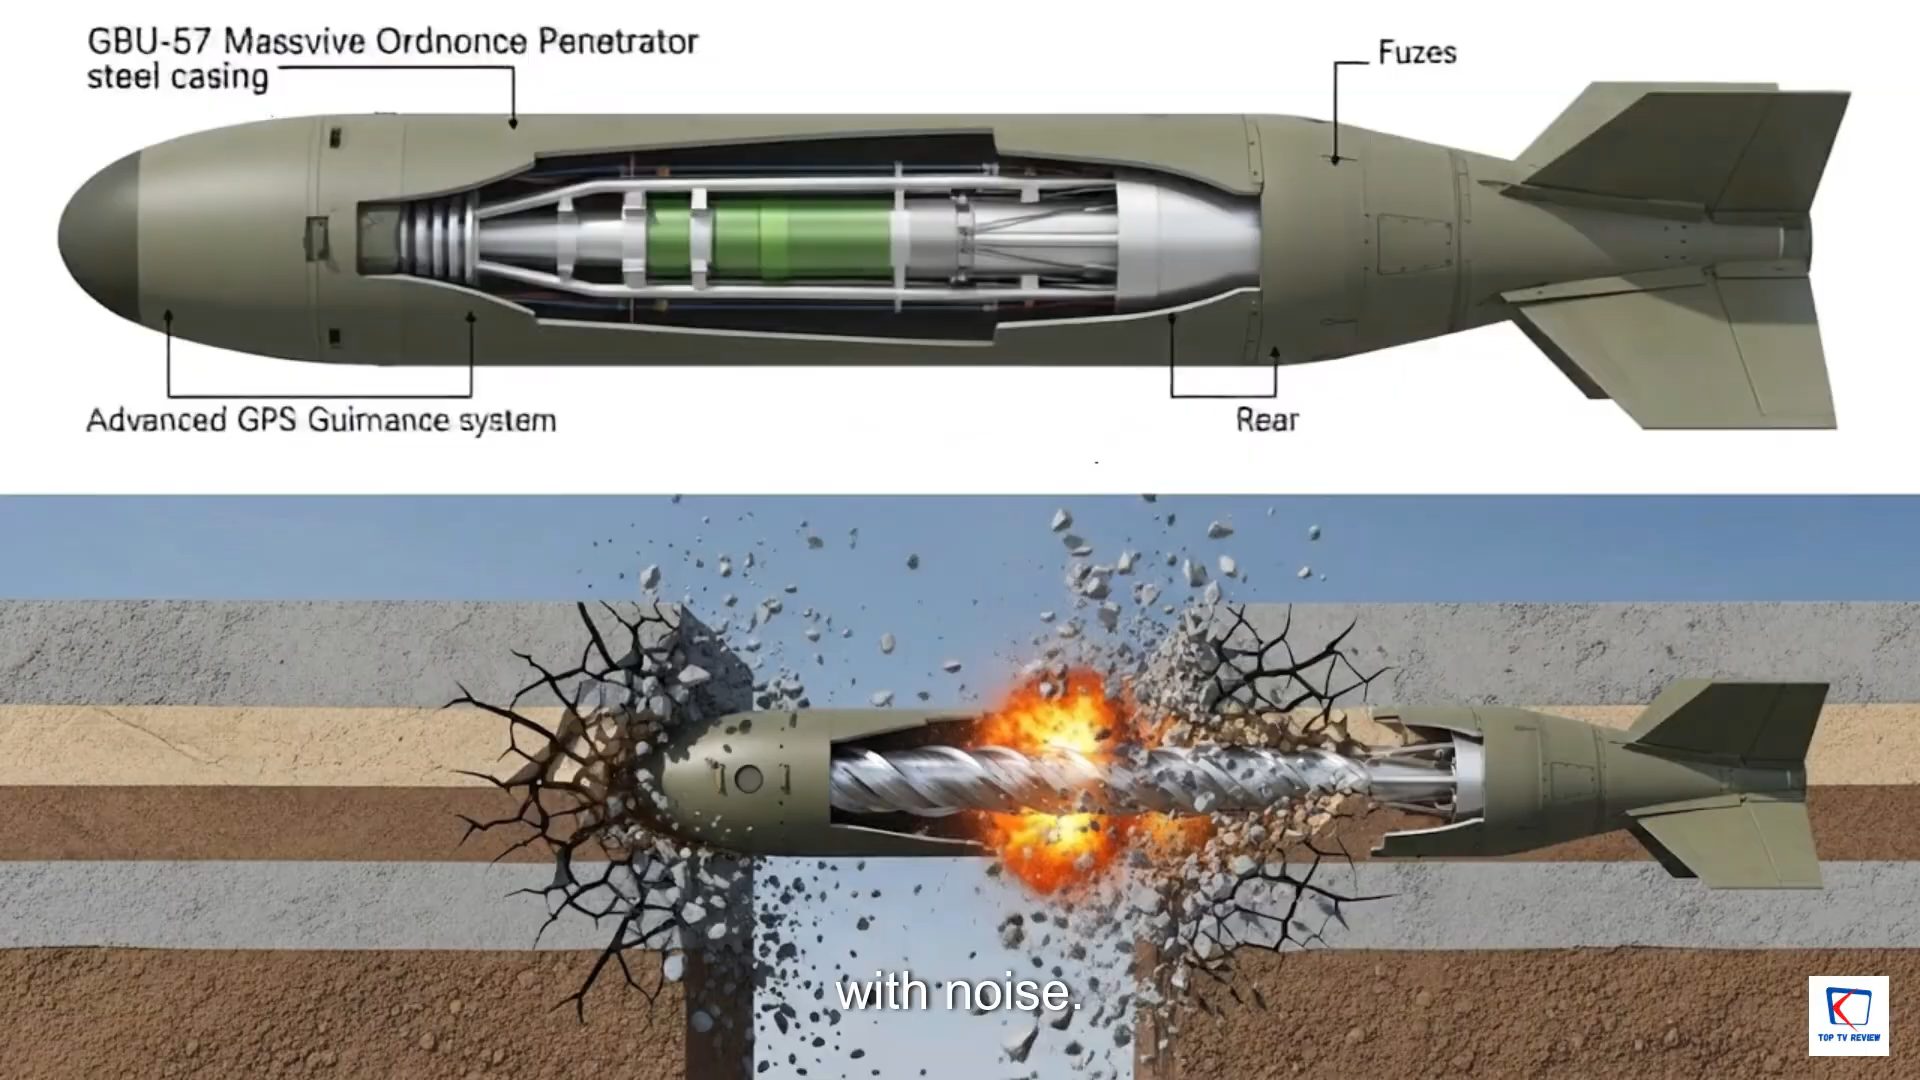 GBU-57 Massvive Ordnonce Penetrator
steel casing
Fuzes
Advanced GPS Guimance system
Rear
with noise.
TOP TV REVIEW